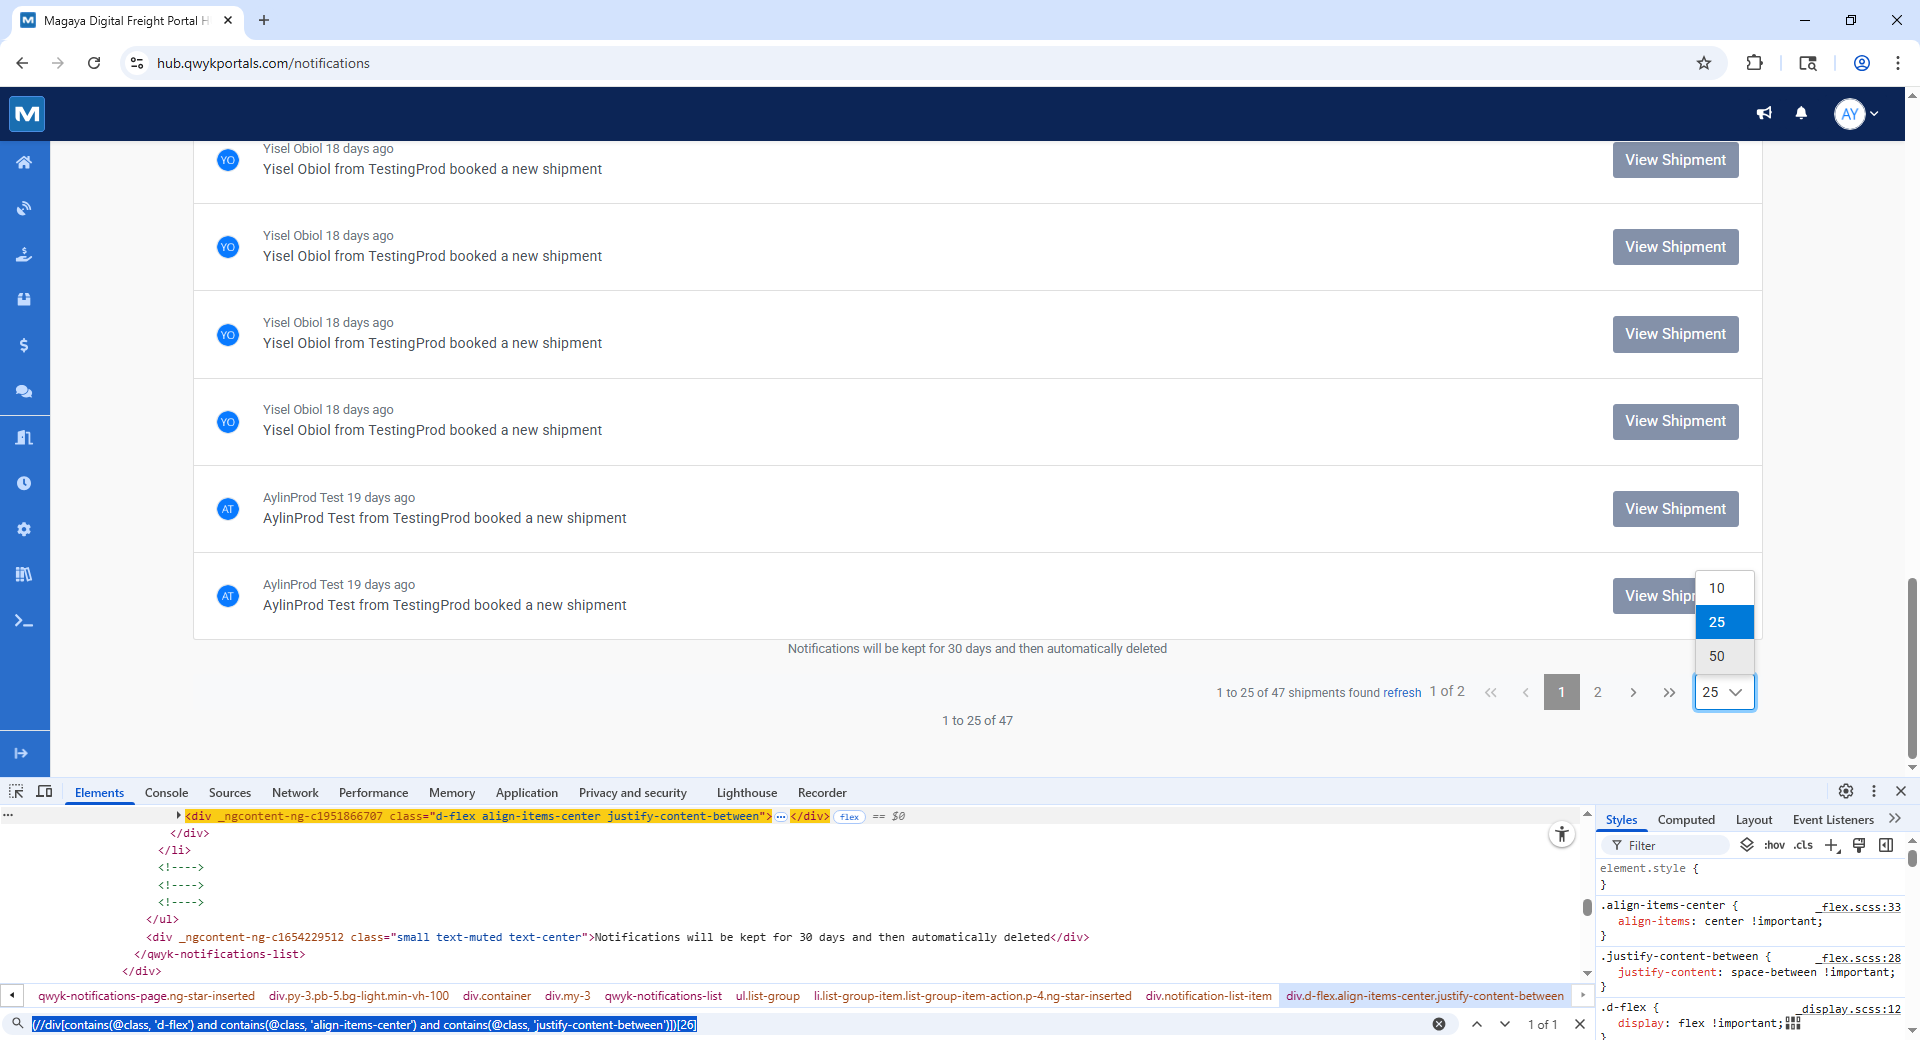 Magaya Digital Freight Portal H
hub.qwykportals.com/notifications
AY
YO
Yisel Obiol 18 days ago
Yisel Obiol from TestingProd booked a new shipment
View Shipment
YO
Yisel Obiol 18 days ago
Yisel Obiol from TestingProd booked a new shipment
View Shipment
YO
Yisel Obiol 18 days ago
Yisel Obiol from TestingProd booked a new shipment
View Shipment
YO
Yisel Obiol 18 days ago
Yisel Obiol from TestingProd booked a new shipment
View Shipment
AT
AylinProd Test 19 days ago
AylinProd Test from TestingProd booked a new shipment
View Shipment
AT
AylinProd Test 19 days ago
AylinProd Test from TestingProd booked a new shipment
View Shipm
10
25
50
Notifications will be kept for 30 days and then automatically deleted
1 to 25 of 47 shipments found refresh 1 of 2 << < 1 2 > >> 25
1 to 25 of 47
Elements Console Sources Network Performance Memory Application Privacy and security Lighthouse Recorder
<div _ngcontent-ng-c1951866707 class="d-flex align-items-center justify-content-between"> ... </div> flex == $0
</div>
</li>
<!---->
<!---->
<!---->
</ul>
<div _ngcontent-ng-c1654229512 class="small text-muted text-center">Notifications will be kept for 30 days and then automatically deleted</div>
</qwyk-notifications-list>
</div>
qwyk-notifications-page.ng-star-inserted div.py-3.pb-5.bg-light.min-vh-100 div.container div.my-3 qwyk-notifications-list ul.list-group li.list-group-item.list-group-item-action.p-4.ng-star-inserted div.notification-list-item div.d-flex.align-items-center.justify-content-between
(//div[contains(@class, 'd-flex') and contains(@class, 'align-items-center') and contains(@class, 'justify-content-between')])[26]
1 of 1
Styles Computed Layout Event Listeners
Filter :hov .cls
element.style {
}
.align-items-center { _flex.scss:33
align-items: center !important;
}
.justify-content-between { _flex.scss:28
justify-content: space-between !important;
}
.d-flex { _display.scss:12
display: flex !important;
}